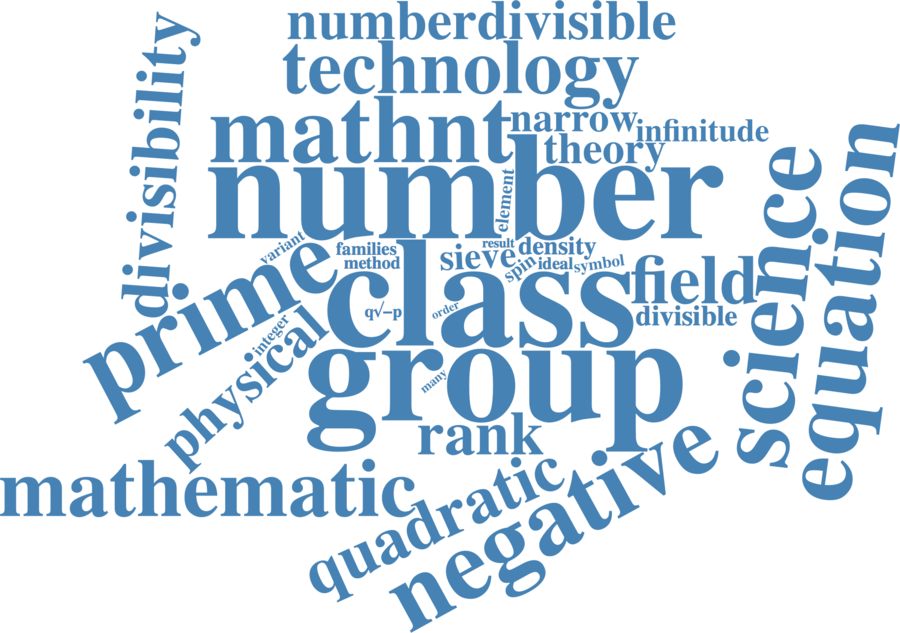 numberdivisible
technology
divisibility
mathnt
narrow
infinitude
theory
number
element
science
equation
variant
families
method
result
density
sieve
spin
ideal
symbol
prime
class
field
q√−p
order
divisible
integer
physical
group
many
rank
mathematic
quadratic
negative